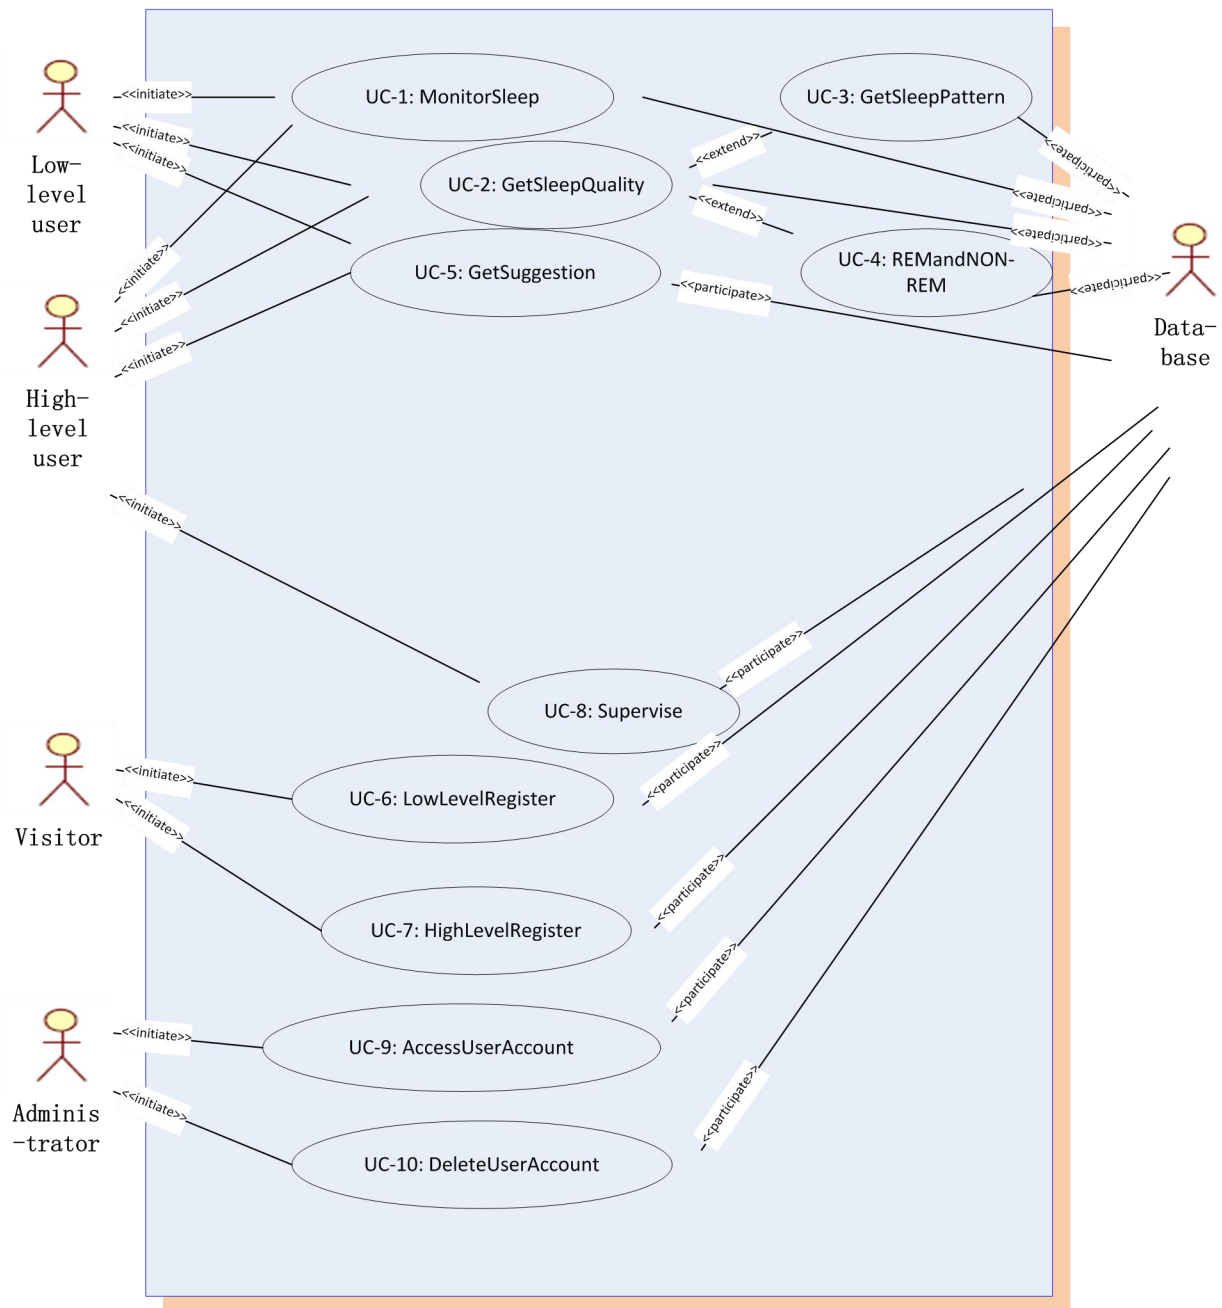 <<initiate>>
UC-1: MonitorSleep
UC-3: GetSleepPattern
<<initiate>>
<<extend>>
<<participate>>
<<initiate>>
Low-
level
user
UC-2: GetSleepQuality
<<participate>>
<<extend>>
<<participate>>
<<initiate>>
UC-5: GetSuggestion
UC-4: REMandNON-
REM
<<participate>>
<<participate>>
<<initiate>>
Data-
base
<<initiate>>
High-
level
user
<<initiate>>
<<participate>>
UC-8: Supervise
<<initiate>>
<<participate>>
UC-6: LowLevelRegister
<<initiate>>
Visitor
<<participate>>
UC-7: HighLevelRegister
<<participate>>
<<initiate>>
UC-9: AccessUserAccount
Adminis
-trator
<<initiate>>
<<participate>>
UC-10: DeleteUserAccount